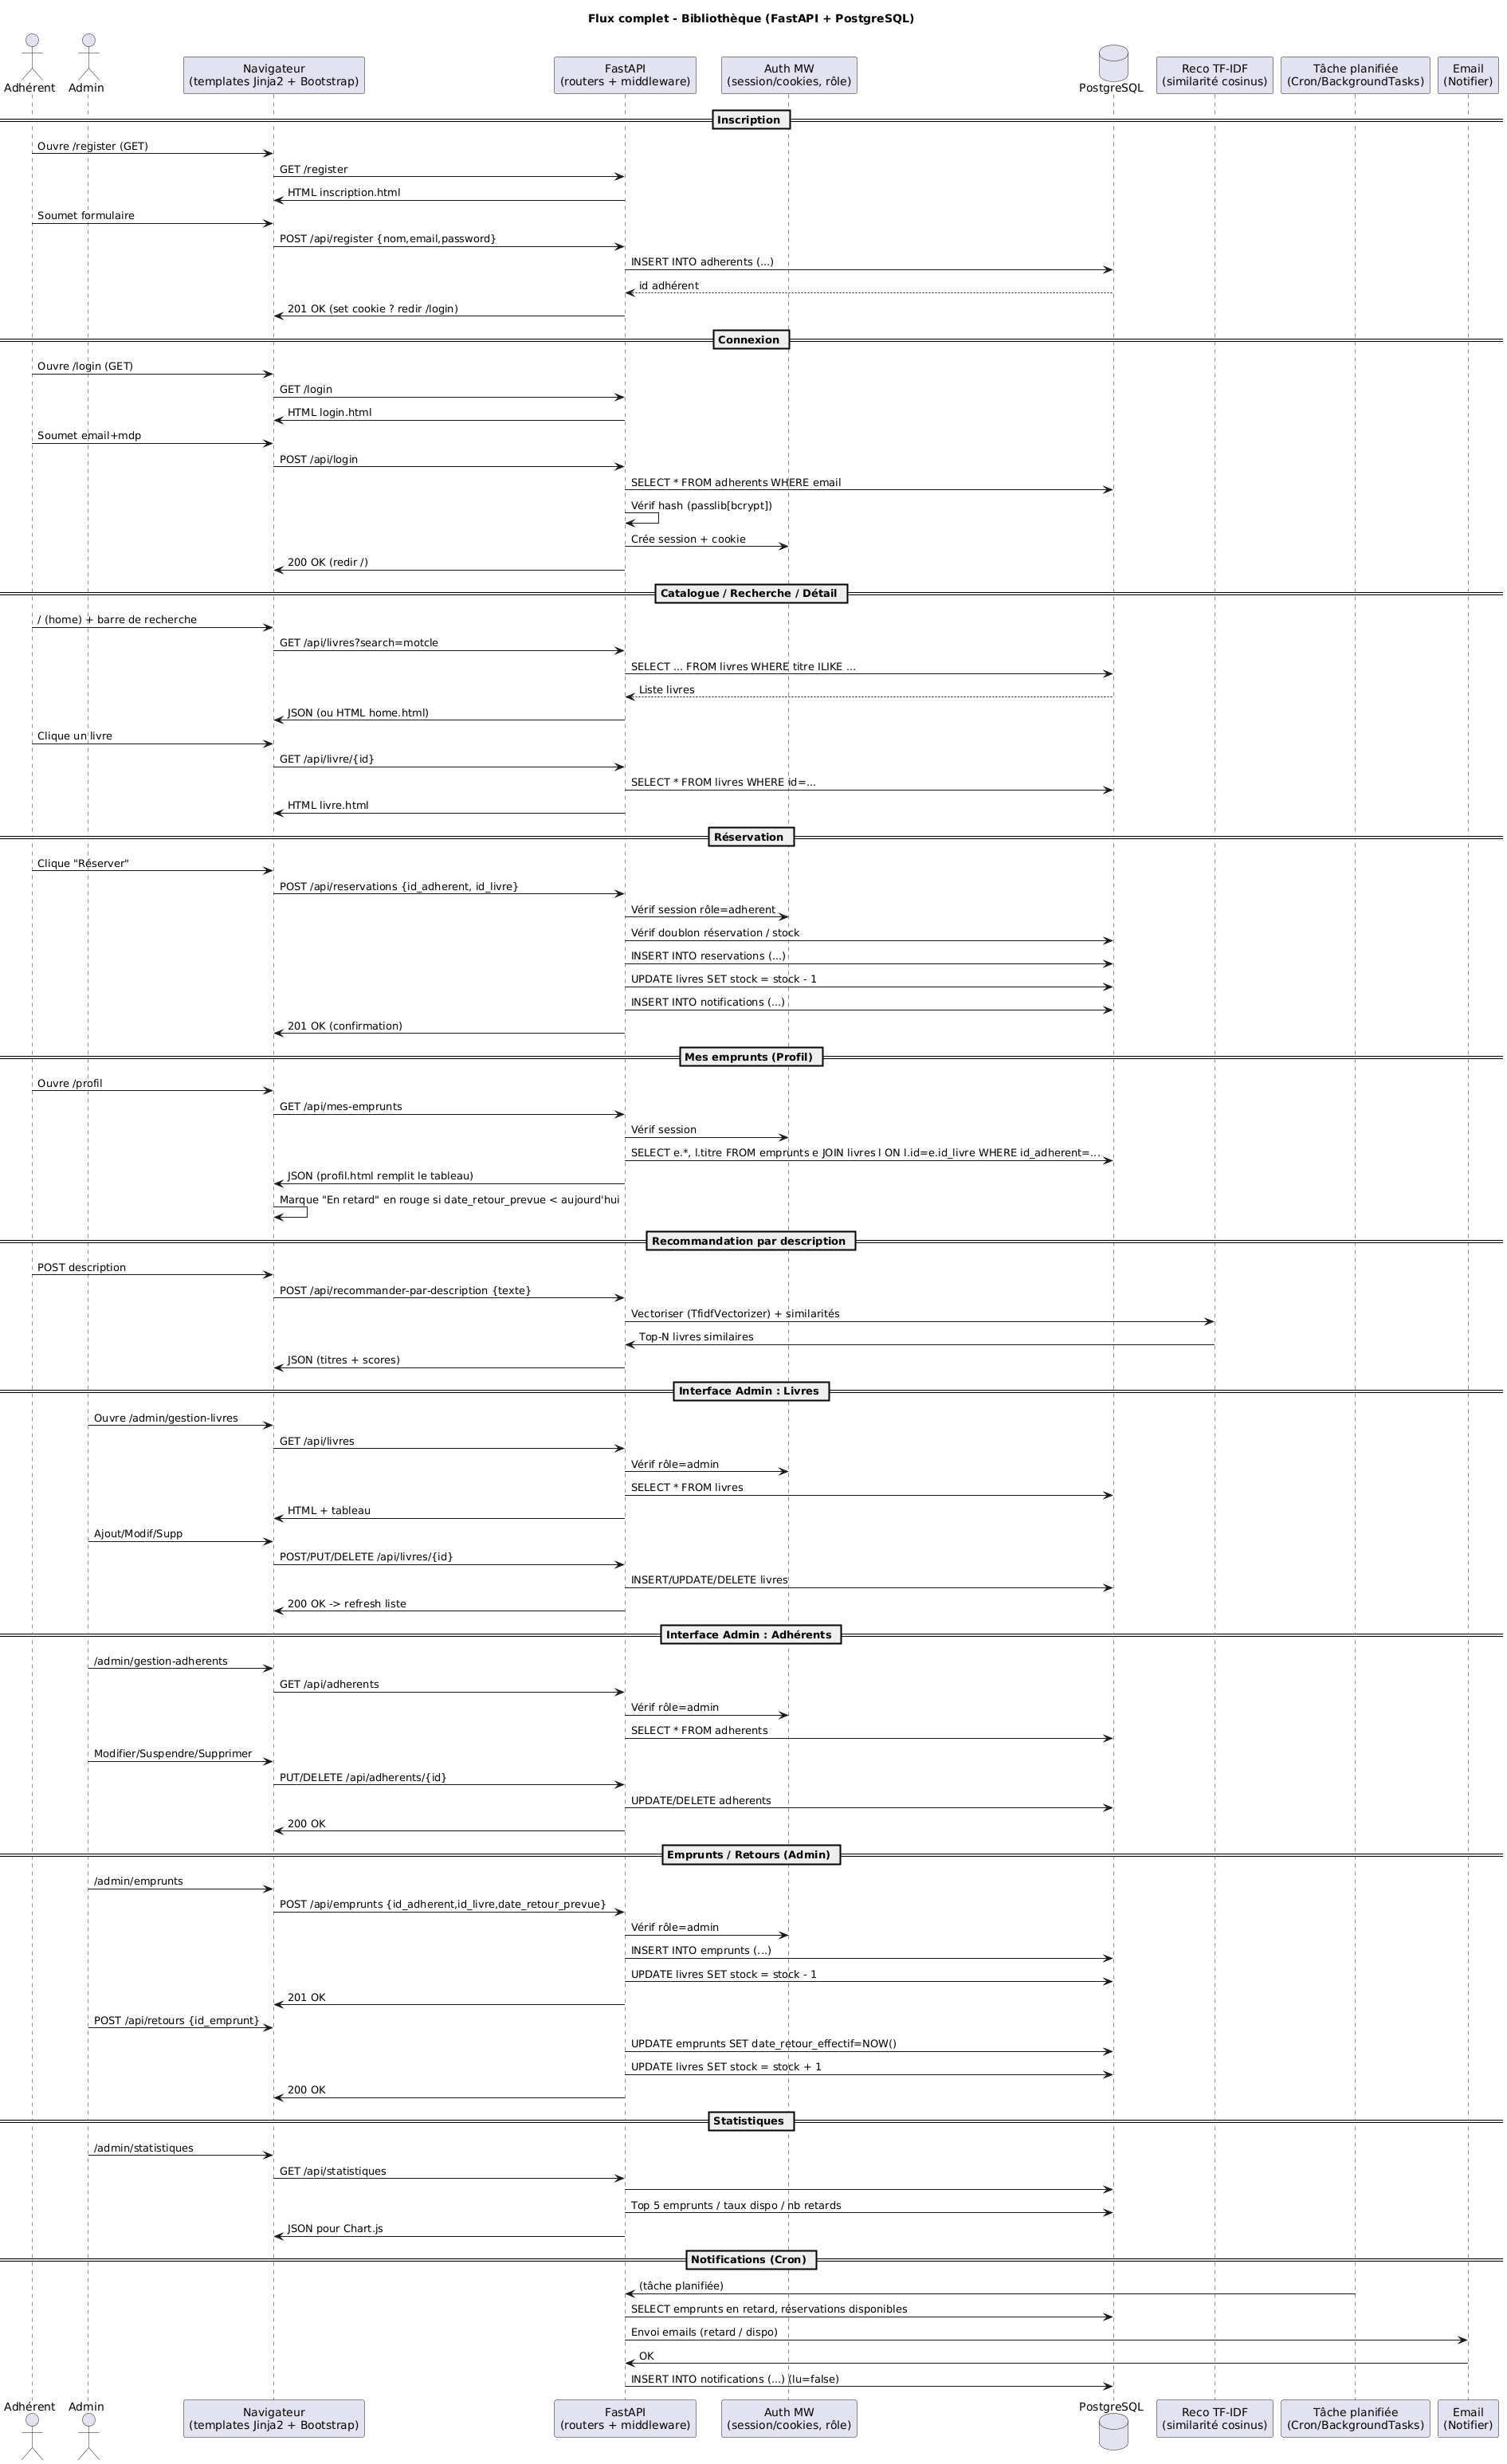 Flux complet - Bibliothèque (FastAPI + PostgreSQL)
Adhérent
Admin
Navigateur
(templates Jinja2 + Bootstrap)
FastAPI
(routers + middleware)
Auth MW
(session/cookies, rôle)
PostgreSQL
Reco TF-IDF
(similarité cosinus)
Tâche planifiée
(Cron/BackgroundTasks)
Email
(Notifier)
Inscription
Ouvre /register (GET)
GET /register
HTML inscription.html
Soumet formulaire
POST /api/register {nom,email,password}
INSERT INTO adherents (...)
id adhérent
201 OK (set cookie ? redir /login)
Connexion
Ouvre /login (GET)
GET /login
HTML login.html
Soumet email+mdp
POST /api/login
SELECT * FROM adherents WHERE email
Vérif hash (passlib[bcrypt])
Crée session + cookie
200 OK (redir /)
Catalogue / Recherche / Détail
/ (home) + barre de recherche
GET /api/livres?search=motcle
SELECT ... FROM livres WHERE titre ILIKE ...
Liste livres
JSON (ou HTML home.html)
Clique un livre
GET /api/livre/{id}
SELECT * FROM livres WHERE id=...
HTML livre.html
Réservation
Clique "Réserver"
POST /api/reservations {id_adherent, id_livre}
Vérif session rôle=adherent
Vérif doublon réservation / stock
INSERT INTO reservations (...)
UPDATE livres SET stock = stock - 1
INSERT INTO notifications (...)
201 OK (confirmation)
Mes emprunts (Profil)
Ouvre /profil
GET /api/mes-emprunts
Vérif session
SELECT e.*, l.titre FROM emprunts e JOIN livres l ON l.id=e.id_livre WHERE id_adherent=...
JSON (profil.html remplit le tableau)
Marque "En retard" en rouge si date_retour_prevue < aujourd'hui
Recommandation par description
POST description
POST /api/recommander-par-description {texte}
Vectoriser (TfidfVectorizer) + similarités
Top-N livres similaires
JSON (titres + scores)
Interface Admin : Livres
Ouvre /admin/gestion-livres
GET /api/livres
Vérif rôle=admin
SELECT * FROM livres
HTML + tableau
Ajout/Modif/Supp
POST/PUT/DELETE /api/livres/{id}
INSERT/UPDATE/DELETE livres
200 OK -> refresh liste
Interface Admin : Adhérents
/admin/gestion-adherents
GET /api/adherents
Vérif rôle=admin
SELECT * FROM adherents
Modifier/Suspendre/Supprimer
PUT/DELETE /api/adherents/{id}
UPDATE/DELETE adherents
200 OK
Emprunts / Retours (Admin)
/admin/emprunts
POST /api/emprunts {id_adherent,id_livre,date_retour_prevue}
Vérif rôle=admin
INSERT INTO emprunts (...)
UPDATE livres SET stock = stock - 1
201 OK
POST /api/retours {id_emprunt}
UPDATE emprunts SET date_retour_effectif=NOW()
UPDATE livres SET stock = stock + 1
200 OK
Statistiques
/admin/statistiques
GET /api/statistiques
Top 5 emprunts / taux dispo / nb retards
JSON pour Chart.js
Notifications (Cron)
(tâche planifiée)
SELECT emprunts en retard, réservations disponibles
Envoi emails (retard / dispo)
OK
INSERT INTO notifications (...) (lu=false)
Adhérent
Admin
Navigateur
(templates Jinja2 + Bootstrap)
FastAPI
(routers + middleware)
Auth MW
(session/cookies, rôle)
PostgreSQL
Reco TF-IDF
(similarité cosinus)
Tâche planifiée
(Cron/BackgroundTasks)
Email
(Notifier)